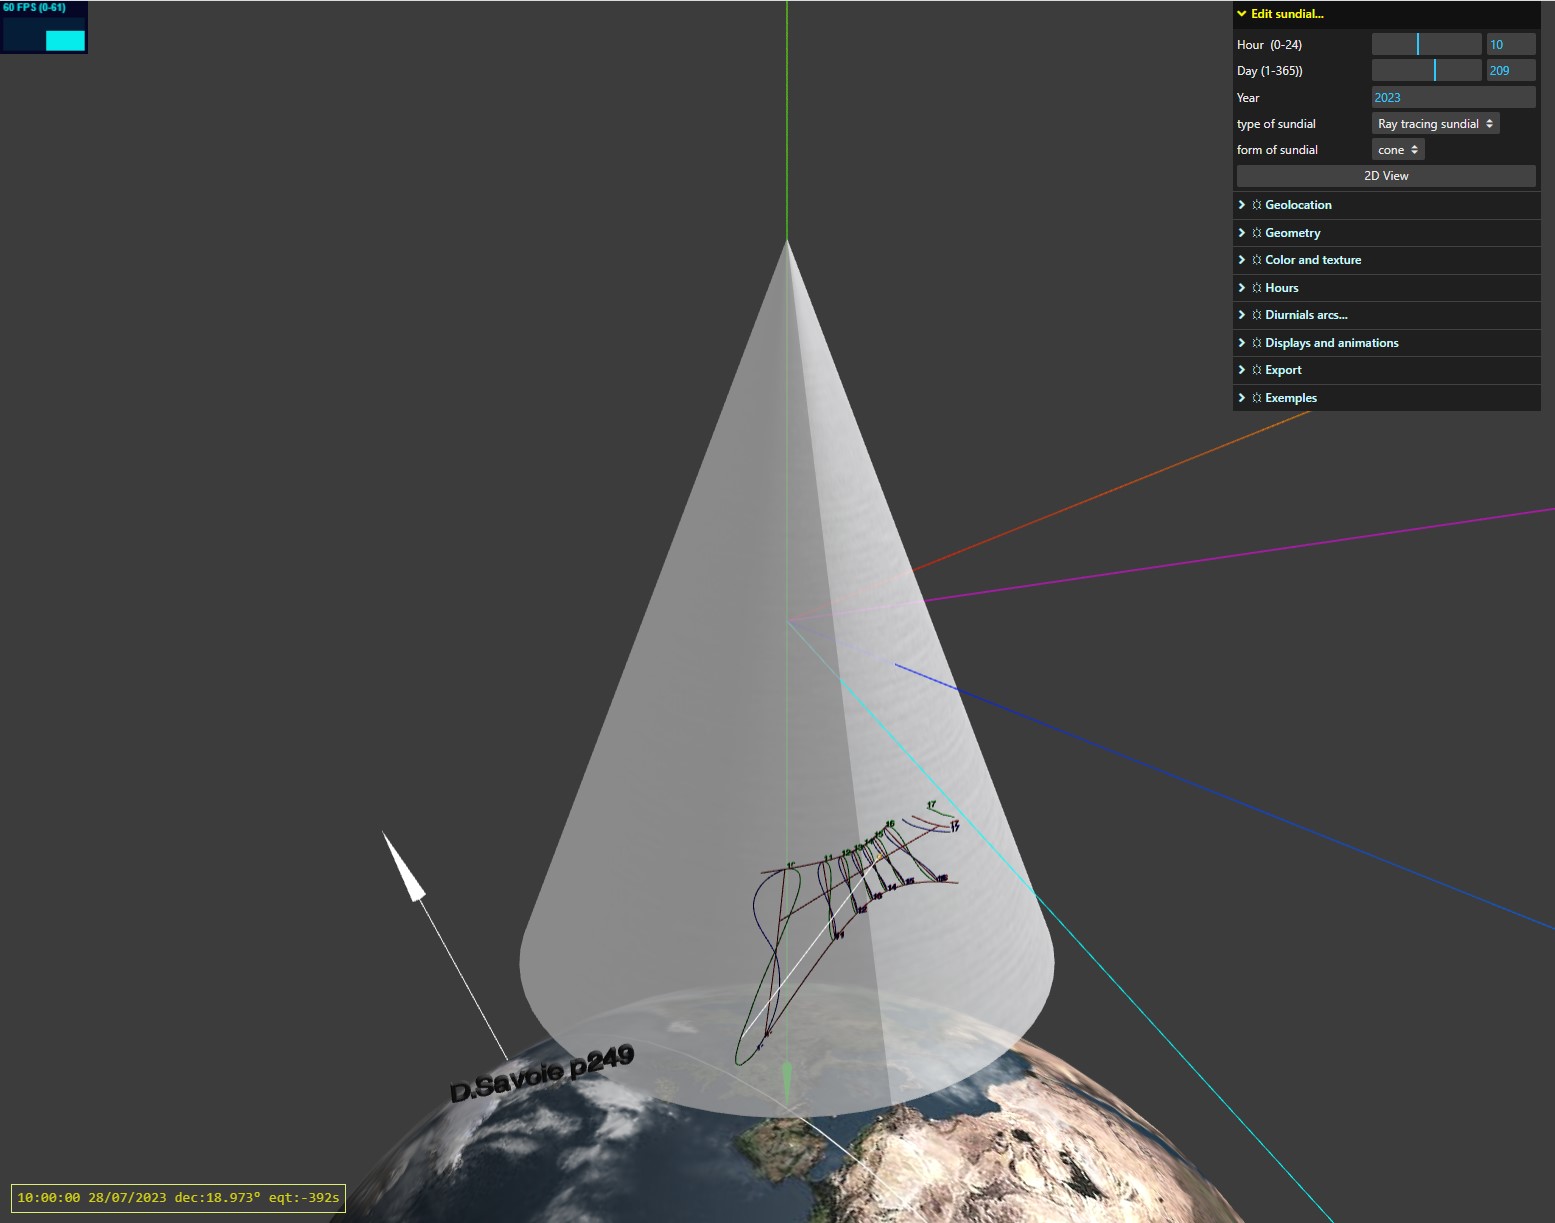 60 FPS (0-61)
Edit sundial...
Hour (0-24) 10
Day (1-365)) 209
Year 2023
type of sundial Ray tracing sundial
form of sundial cone
2D View
Geolocation
Geometry
Color and texture
Hours
Diurnials arcs...
Displays and animations
Export
Exemples
17
16
15
17
14
13
12
11
10
16
15
14
13
12
11
D.Savoie p249
10:00:00 28/07/2023 dec:18.973° eqt:-392s